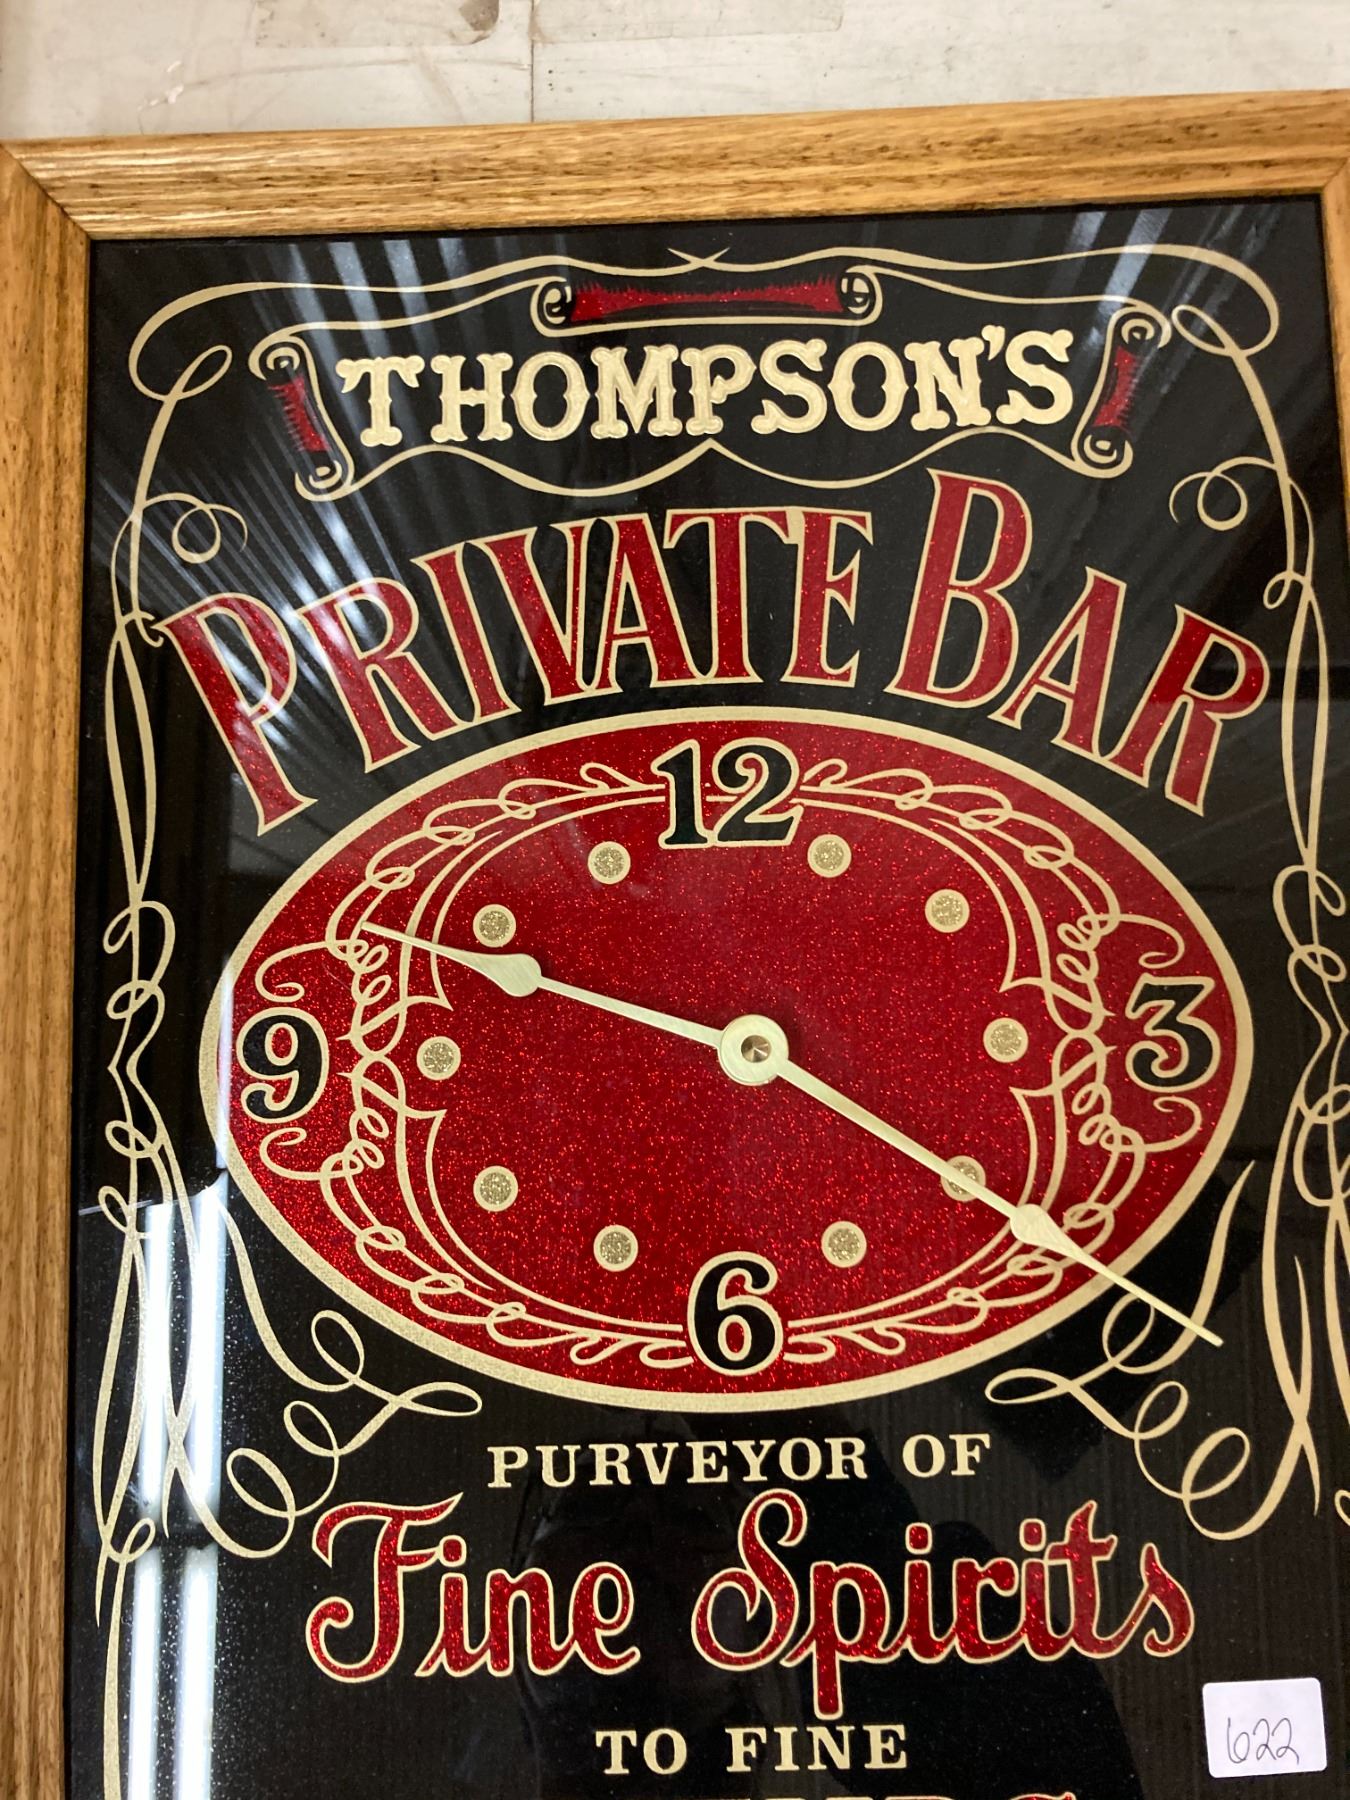 THOMPSON'S
PRIVATE BAR
12
9 3
6
PURVEYOR OF
Fine Spirits
TO FINE
622